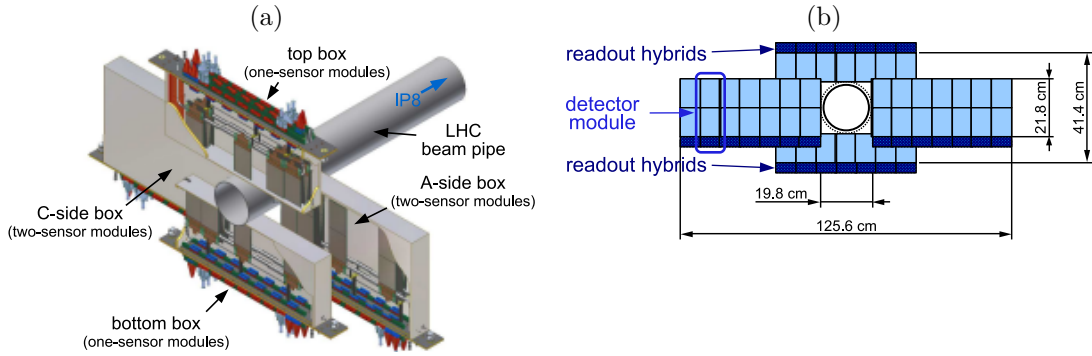 (a)
top box
(one-sensor modules)
IP8
LHC
beam pipe
A-side box
(two-sensor modules)
C-side box
(two-sensor modules)
bottom box
(one-sensor modules)
(b)
readout hybrids
detector
module
readout hybrids
21.8 cm
41.4 cm
19.8 cm
125.6 cm